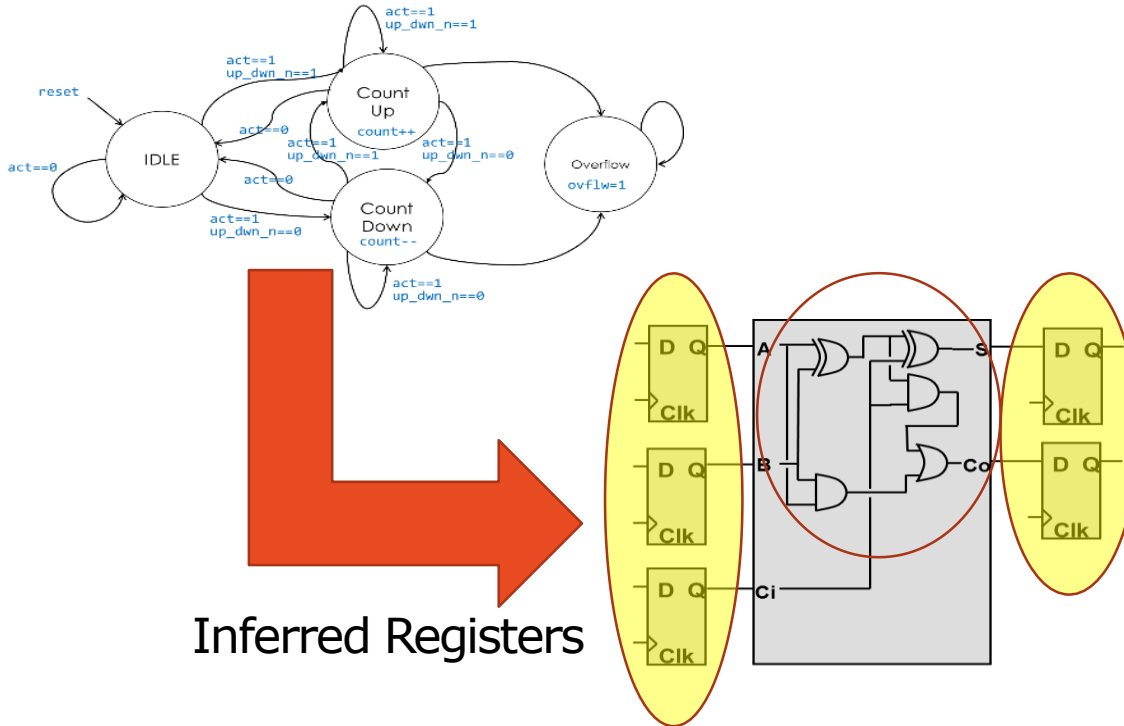 act==1
up_dwn_n==1
act==1
up_dwn_n==1
reset
Count
Up
count++
act==0
IDLE
act==1
up_dwn_n==1
act==1
up_dwn_n==0
Overflow
ovflw=1
act==0
act==0
Count
Down
count--
act==1
up_dwn_n==0
act==1
up_dwn_n==0
D Q
Clk
A
S
D Q
Clk
D Q
Clk
B
Co
D Q
Clk
D Q
Clk
Ci
Inferred Registers